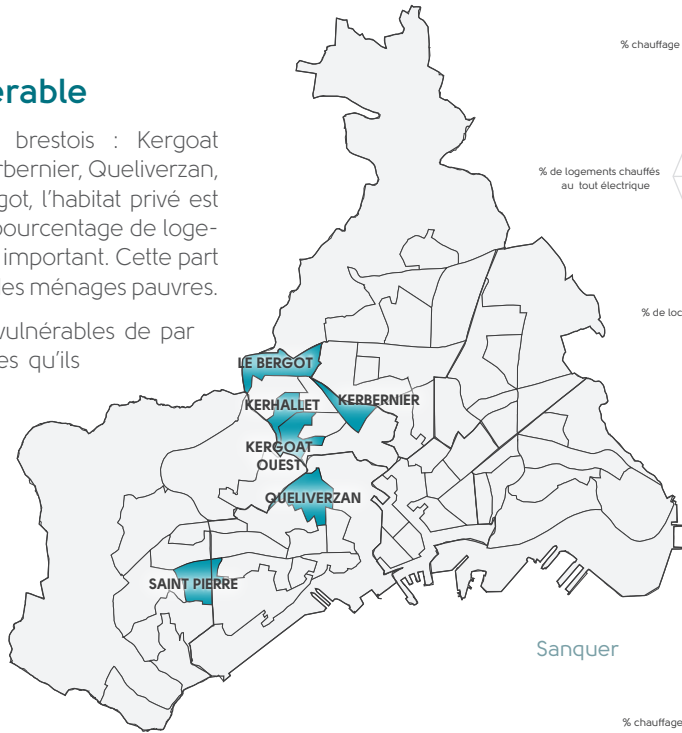 érable
brestois : Kergoat
rbernier, Queliverzan,
got, l'habitat privé est
pourcentage de loge-
important. Cette part
des ménages pauvres.
vulnérables de par
es qu'ils
LE BERGOT
KERHALLET
KERBERNIER
KERGOAT
OUEST
QUELIVERZAN
SAINT PIERRE
% chauffage
% de logements chauffés
au tout électrique
% de loc
Sanquer
% chauffage